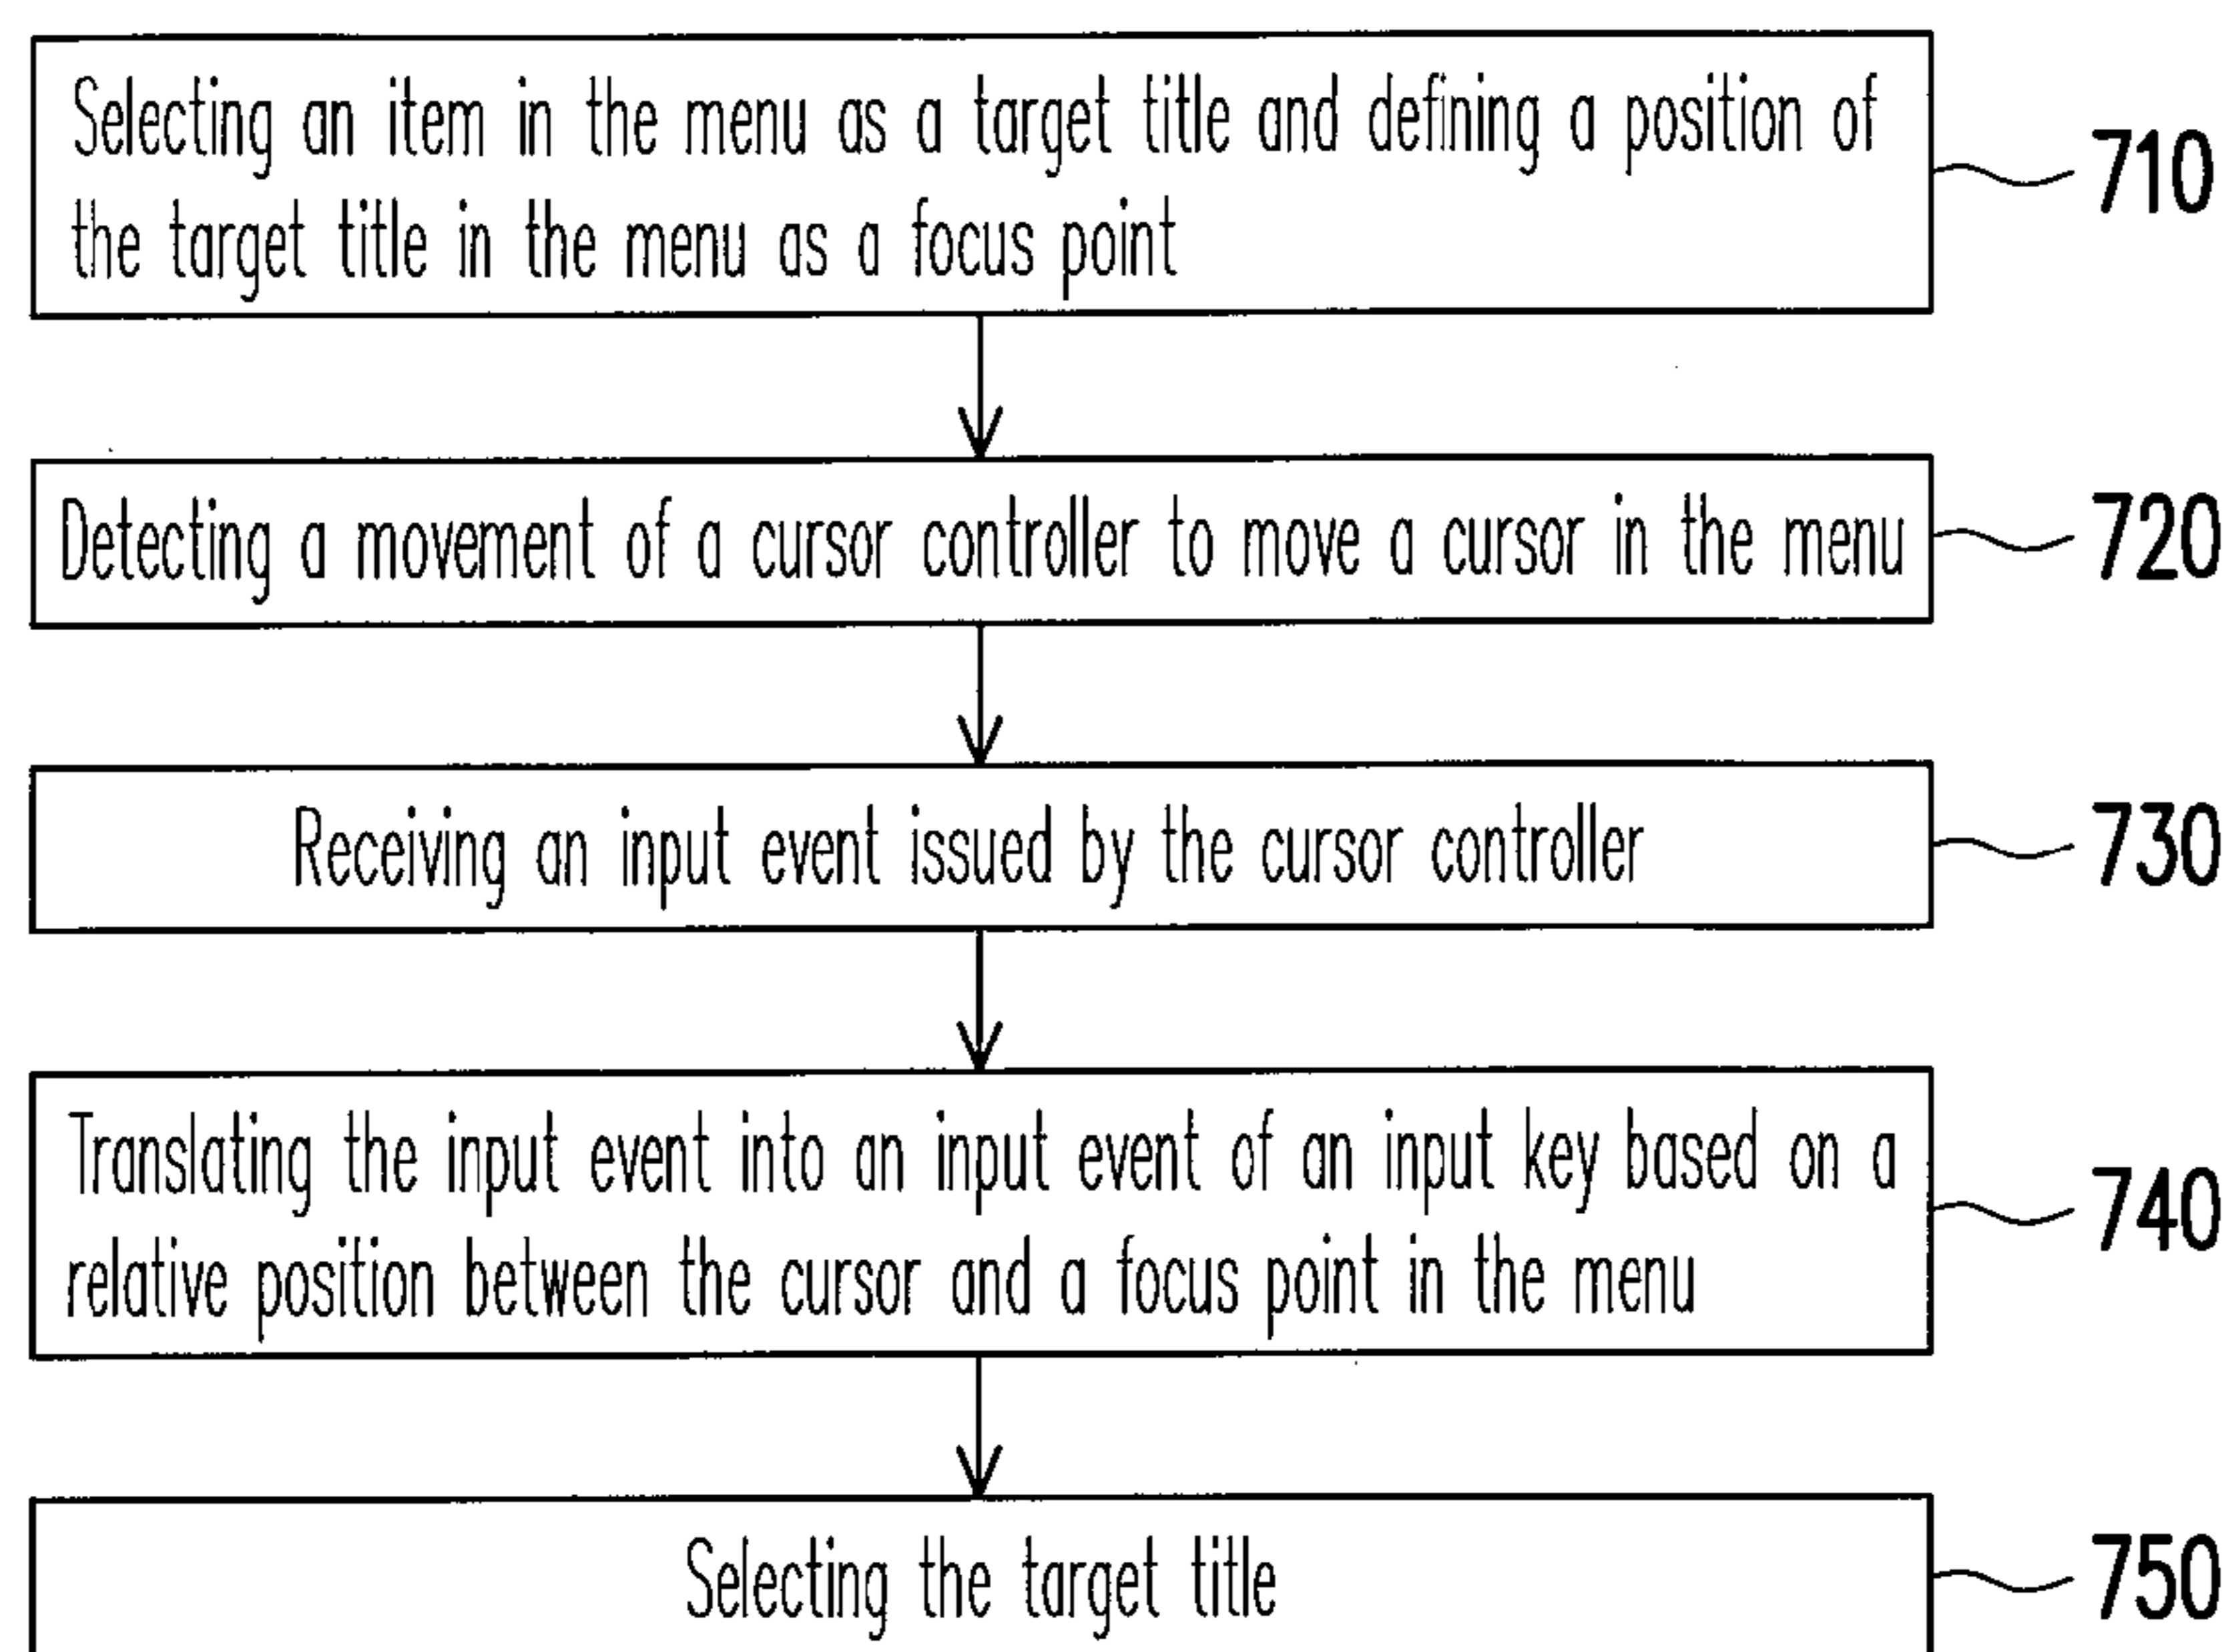 Selecting an item in the menu as a target title and defining a position of
the target title in the menu as a focus point
710
Detecting a movement of a cursor controller to move a cursor in the menu
720
Receiving an input event issued by the cursor controller
730
Translating the input event into an input event of an input key based on a
relative position between the cursor and a focus point in the menu
740
Selecting the target title
750